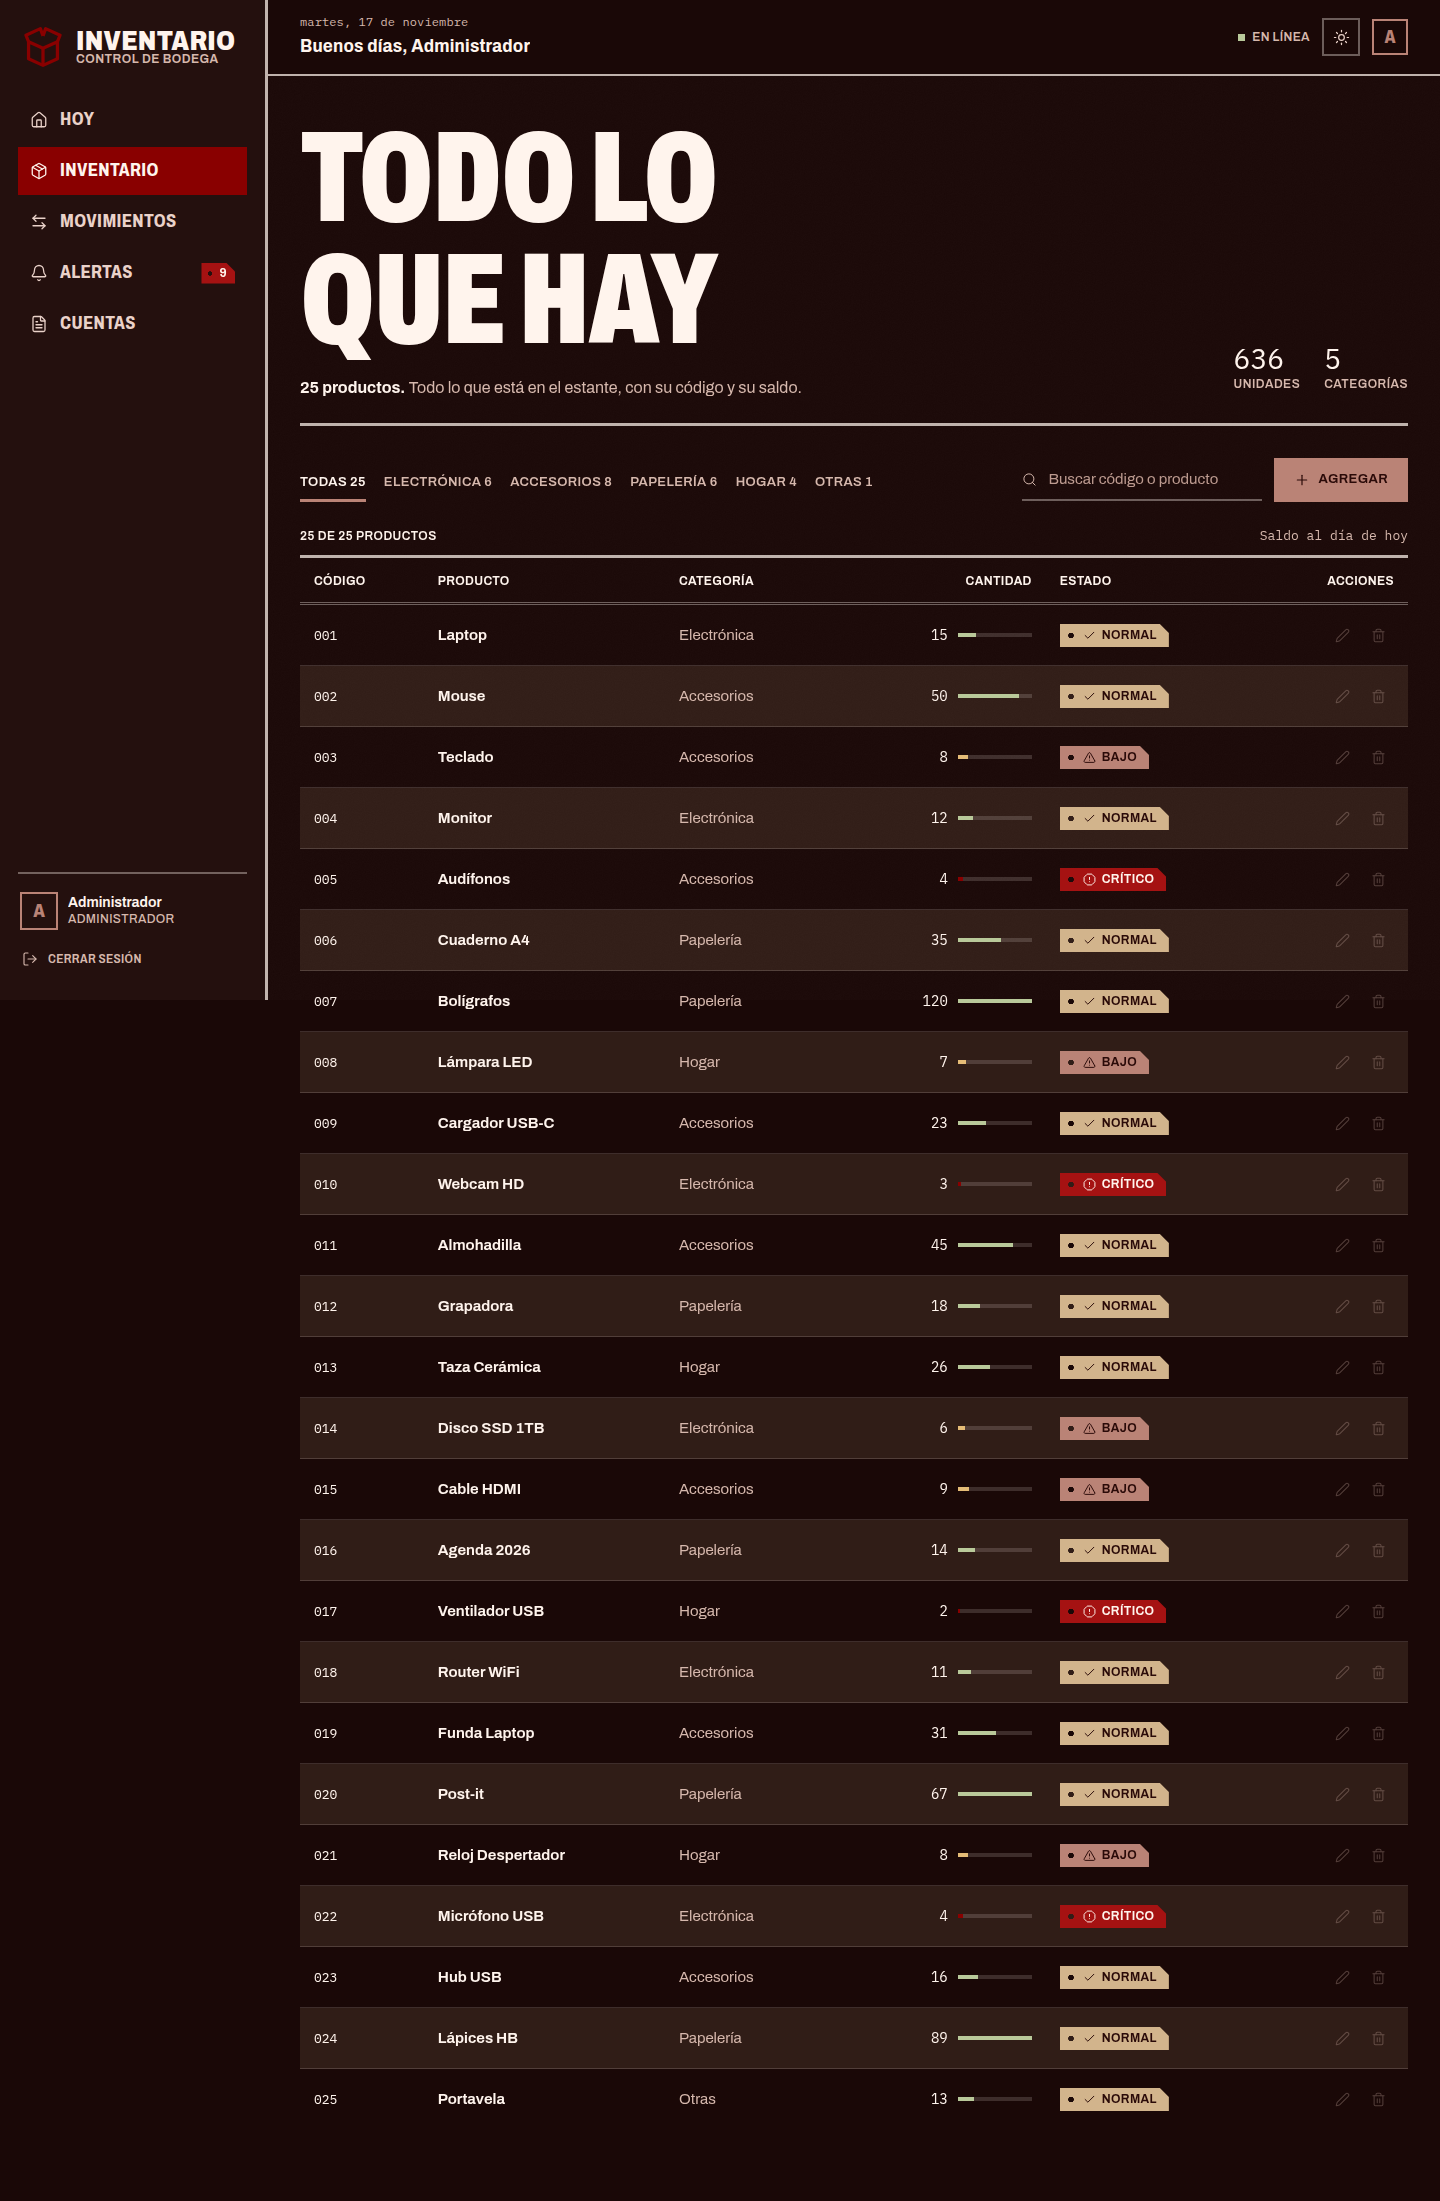 INVENTARIO
CONTROL DE BODEGA
HOY
INVENTARIO
MOVIMIENTOS
ALERTAS 9
CUENTAS
A Administrador
ADMINISTRADOR
CERRAR SESIÓN
martes, 17 de noviembre
Buenos días, Administrador
EN LÍNEA A
TODO LO
QUE HAY
25 productos. Todo lo que está en el estante, con su código y su saldo.
636 5
UNIDADES CATEGORÍAS
TODAS 25 ELECTRÓNICA 6 ACCESORIOS 8 PAPELERÍA 6 HOGAR 4 OTRAS 1 Buscar código o producto AGREGAR
25 DE 25 PRODUCTOS Saldo al día de hoy
CÓDIGO PRODUCTO CATEGORÍA CANTIDAD ESTADO ACCIONES
001 Laptop Electrónica 15 NORMAL
002 Mouse Accesorios 50 NORMAL
003 Teclado Accesorios 8 BAJO
004 Monitor Electrónica 12 NORMAL
005 Audífonos Accesorios 4 CRÍTICO
006 Cuaderno A4 Papelería 35 NORMAL
007 Bolígrafos Papelería 120 NORMAL
008 Lámpara LED Hogar 7 BAJO
009 Cargador USB-C Accesorios 23 NORMAL
010 Webcam HD Electrónica 3 CRÍTICO
011 Almohadilla Accesorios 45 NORMAL
012 Grapadora Papelería 18 NORMAL
013 Taza Cerámica Hogar 26 NORMAL
014 Disco SSD 1TB Electrónica 6 BAJO
015 Cable HDMI Accesorios 9 BAJO
016 Agenda 2026 Papelería 14 NORMAL
017 Ventilador USB Hogar 2 CRÍTICO
018 Router WiFi Electrónica 11 NORMAL
019 Funda Laptop Accesorios 31 NORMAL
020 Post-it Papelería 67 NORMAL
021 Reloj Despertador Hogar 8 BAJO
022 Micrófono USB Electrónica 4 CRÍTICO
023 Hub USB Accesorios 16 NORMAL
024 Lápices HB Papelería 89 NORMAL
025 Portavela Otras 13 NORMAL